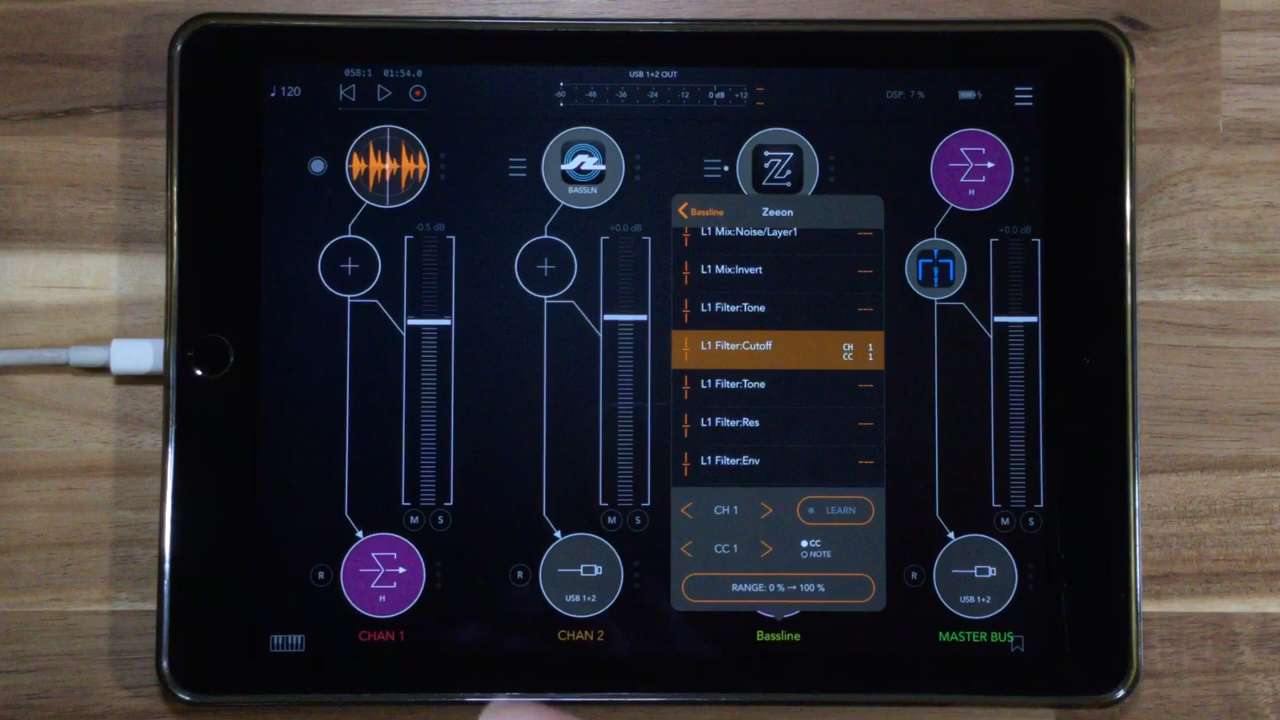 ♩ 120
058:1 01:54.0
USB 1+2 OUT
-60 -48 -36 -24 -12 0 dB +12
DSP: 7 %
BASSLN
H
Bassline Zeeon
-0.5 dB
+0.0 dB
+0.0 dB
L1 Mix:Noise/Layer1 ---
L1 Mix:Invert ---
L1 Filter:Tone ---
L1 Filter:Cutoff CH 1
CC 1
L1 Filter:Tone ---
L1 Filter:Res ---
L1 Filter:Env ---
CH 1 LEARN
M S
M S
M S
CC 1 CC
NOTE
R
H
R
USB 1+2
RANGE: 0 % → 100 %
R
USB 1+2
CHAN 1
CHAN 2
Bassline
MASTER BUS